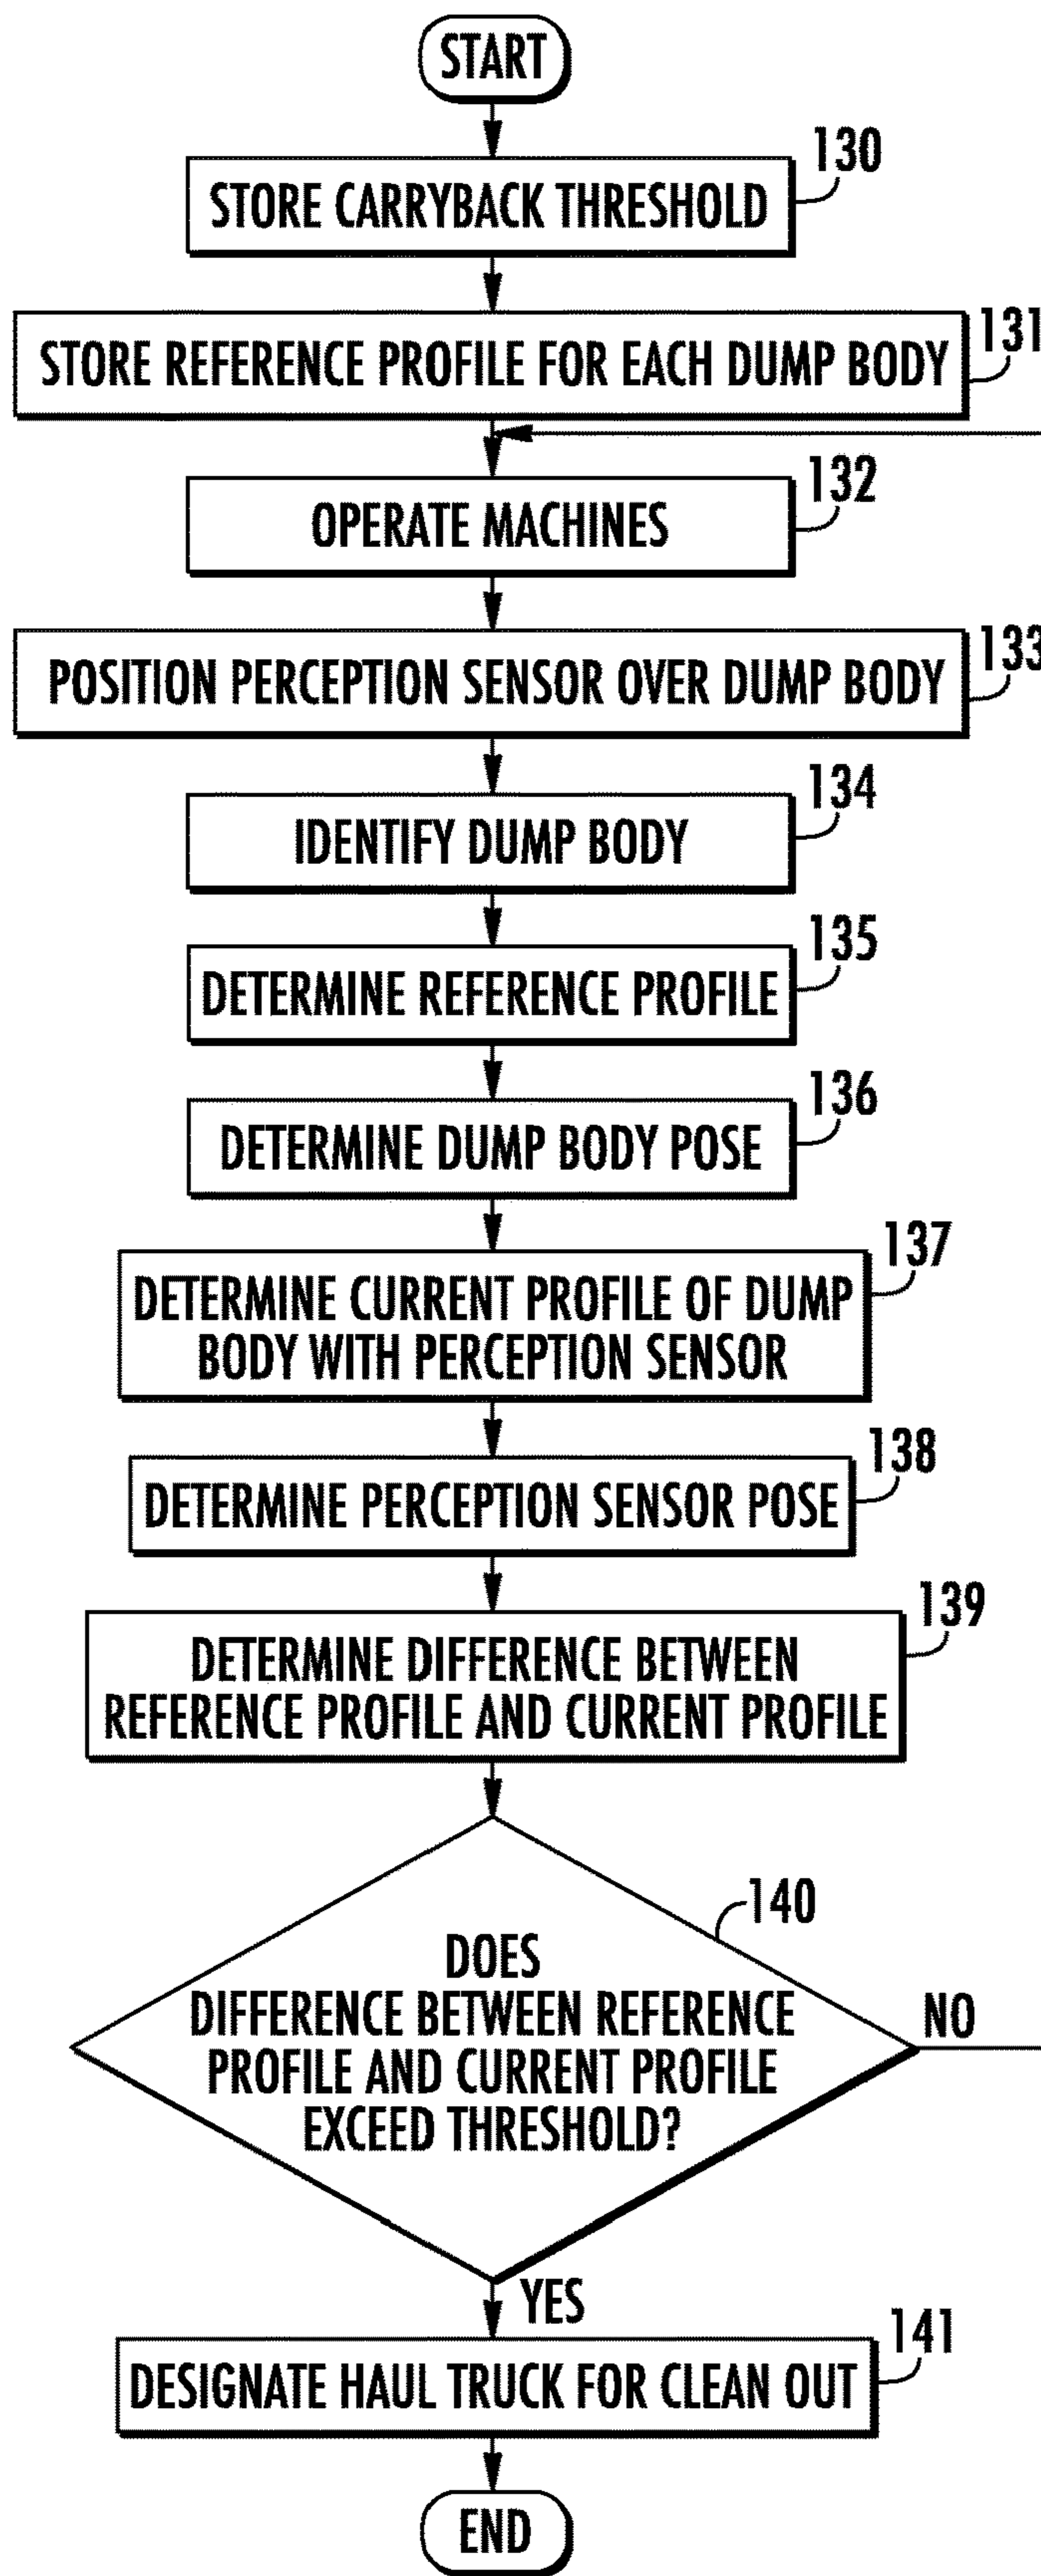 START
130
STORE CARRYBACK THRESHOLD
131
STORE REFERENCE PROFILE FOR EACH DUMP BODY
132
OPERATE MACHINES
133
POSITION PERCEPTION SENSOR OVER DUMP BODY
134
IDENTIFY DUMP BODY
135
DETERMINE REFERENCE PROFILE
136
DETERMINE DUMP BODY POSE
137
DETERMINE CURRENT PROFILE OF DUMP
BODY WITH PERCEPTION SENSOR
138
DETERMINE PERCEPTION SENSOR POSE
139
DETERMINE DIFFERENCE BETWEEN
REFERENCE PROFILE AND CURRENT PROFILE
140
DOES
DIFFERENCE BETWEEN REFERENCE
PROFILE AND CURRENT PROFILE
EXCEED THRESHOLD?
NO
YES
141
DESIGNATE HAUL TRUCK FOR CLEAN OUT
END